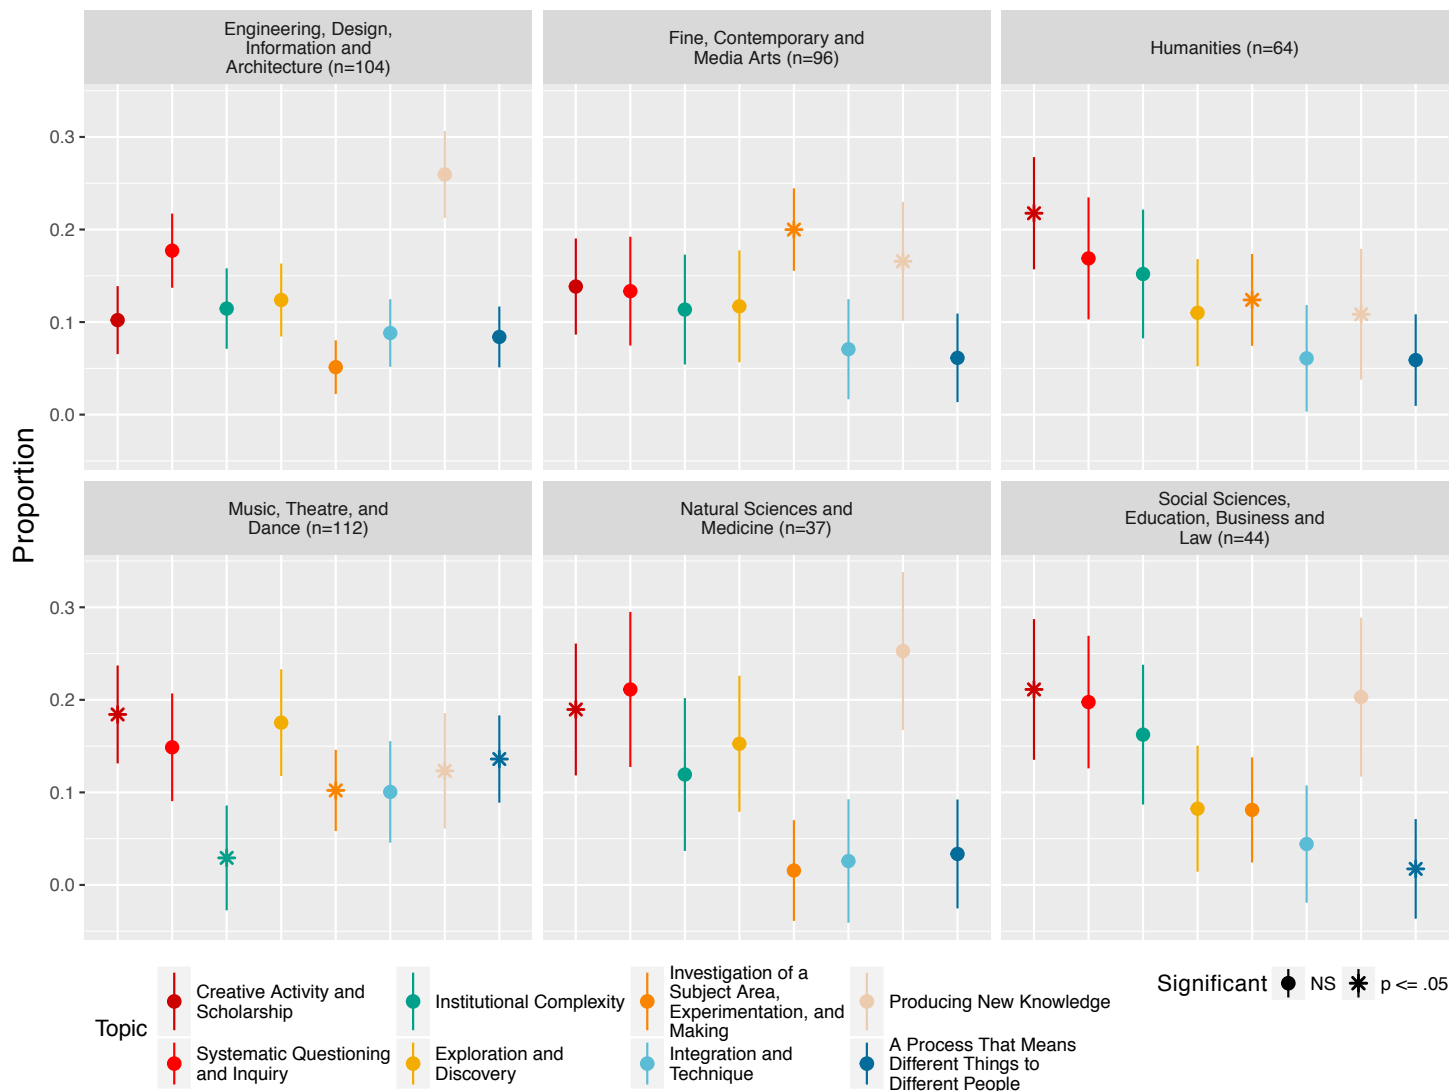 Engineering, Design,
Information and
Architecture (n=104)
Fine, Contemporary and
Media Arts (n=96)
Humanities (n=64)
0.3
0.2
0.1
0.0
Proportion
Music, Theatre, and
Dance (n=112)
Natural Sciences and
Medicine (n=37)
Social Sciences,
Education, Business and
Law (n=44)
0.3
0.2
0.1
0.0
Topic
Creative Activity and
Scholarship
Systematic Questioning
and Inquiry
Institutional Complexity
Exploration and
Discovery
Investigation of a
Subject Area,
Experimentation, and
Making
Integration and
Technique
Producing New Knowledge
A Process That Means
Different Things to
Different People
Significant
NS
p <= .05